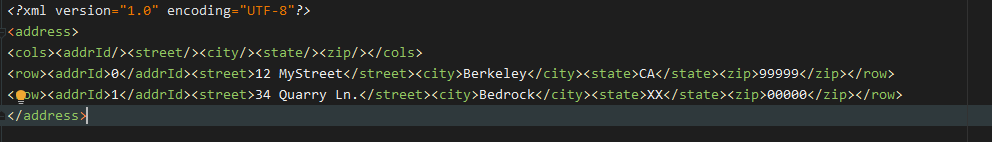 <?xml version="1.0" encoding="UTF-8"?>
<address>
<cols><addrId/><street/><city/><state/><zip/></cols>
<row><addrId>0</addrId><street>12 MyStreet</street><city>Berkeley</city><state>CA</state><zip>99999</zip></row>
<row><addrId>1</addrId><street>34 Quarry Ln.</street><city>Bedrock</city><state>XX</state><zip>00000</zip></row>
</address>